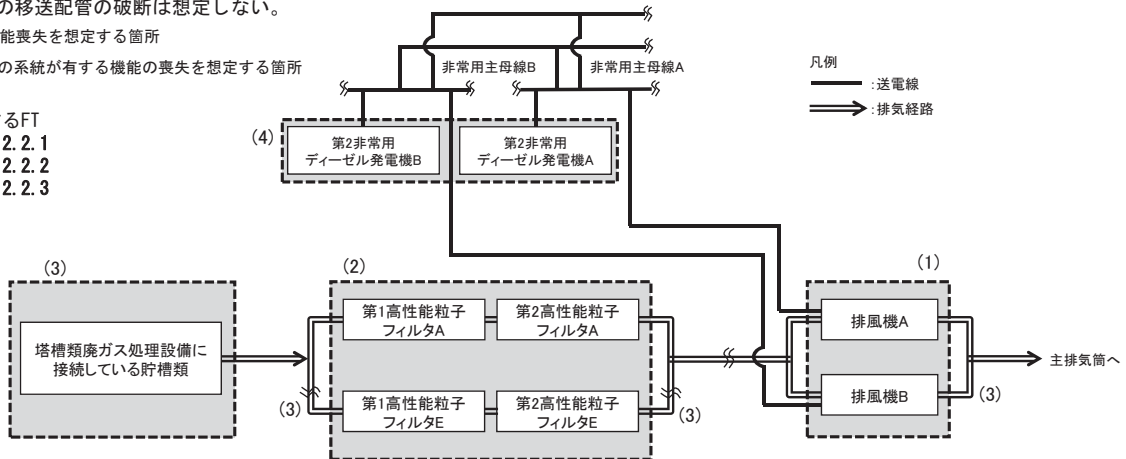 の移送配管の破断は想定しない。
能喪失を想定する箇所
の系統が有する機能の喪失を想定する箇所
るFT
2.2.1
2.2.2
2.2.3
非常用主母線B
非常用主母線A
凡例
:送電線
:排気経路
(4)
第2非常用
ディーゼル発電機B
第2非常用
ディーゼル発電機A
(3)
塔槽類廃ガス処理設備に
接続している貯槽類
(2)
第1高性能粒子
フィルタA
第2高性能粒子
フィルタA
(3)
第1高性能粒子
フィルタE
第2高性能粒子
フィルタE
(3)
(1)
排風機A
排風機B
(3)
主排気筒へ